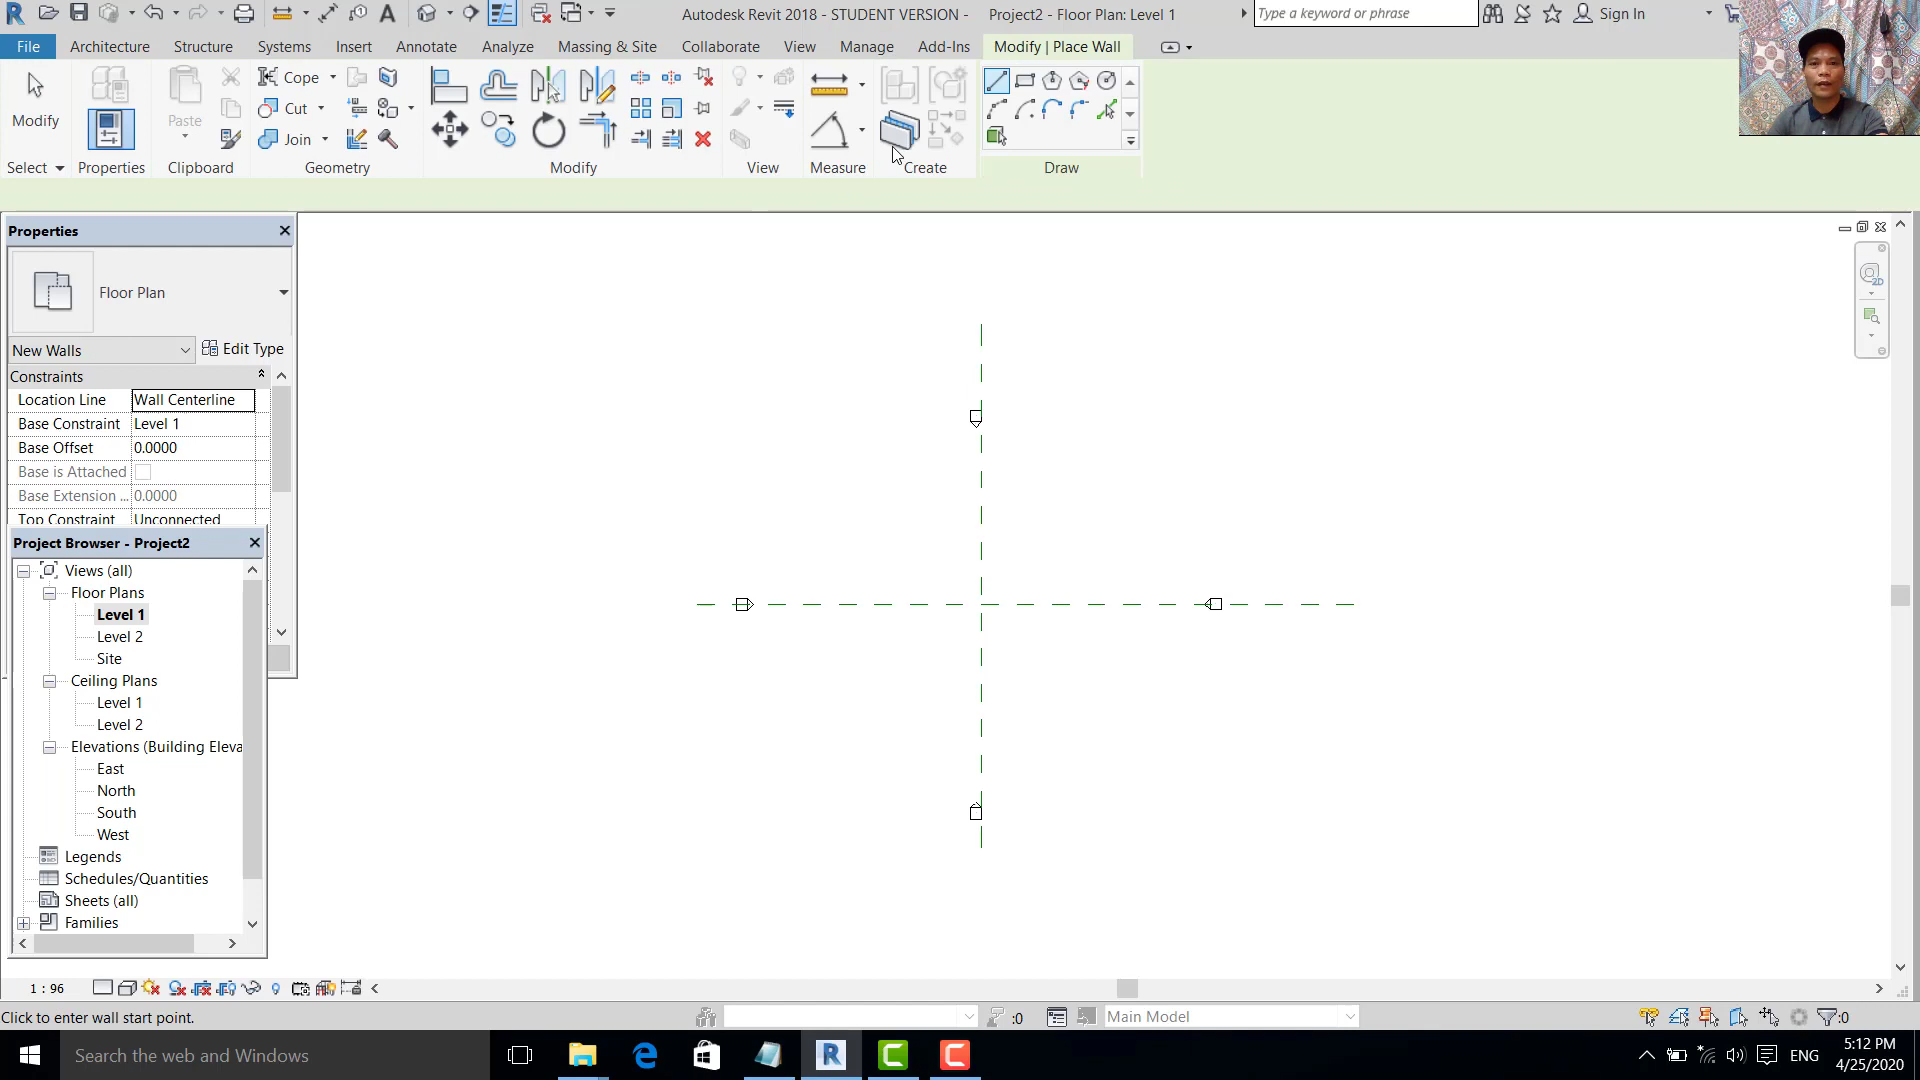 Autodesk Revit 2018 - STUDENT VERSION - Project2 - Floor Plan: Level 1
Type a keyword or phrase
Sign In
File
Architecture
Structure
Systems
Insert
Annotate
Analyze
Massing & Site
Collaborate
View
Manage
Add-Ins
Modify | Place Wall
Modify
Paste
Cope
Cut
Join
Select
Properties
Clipboard
Geometry
Modify
View
Measure
Create
Draw
Properties
Floor Plan
New Walls
Edit Type
Constraints
Location Line Wall Centerline
Base Constraint Level 1
Base Offset 0.0000
Base is Attached
Base Extension ... 0.0000
Top Constraint Unconnected
Project Browser - Project2
Views (all)
Floor Plans
Level 1
Level 2
Site
Ceiling Plans
Level 1
Level 2
Elevations (Building Eleva
East
North
South
West
Legends
Schedules/Quantities
Sheets (all)
Families
2D
1 : 96
Click to enter wall start point.
:0
Main Model
:0
Search the web and Windows
ENG
5:12 PM
4/25/2020